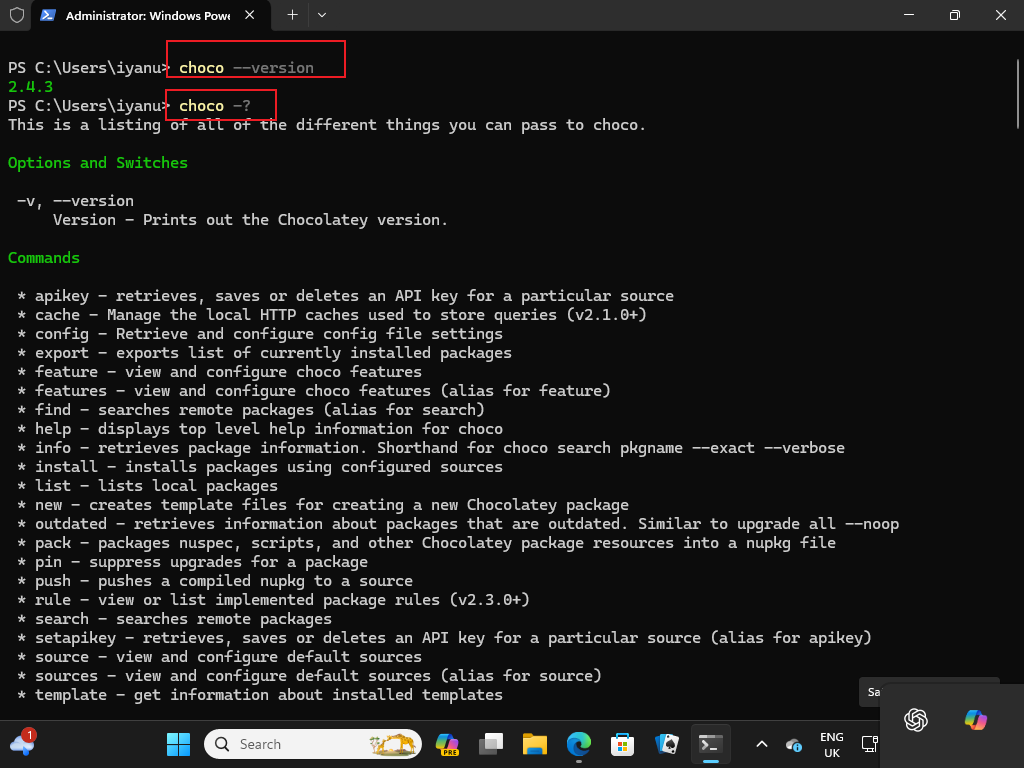 Administrator: Windows Powe
PS C:\Users\iyanu> choco --version
2.4.3
PS C:\Users\iyanu> choco -?
This is a listing of all of the different things you can pass to choco.
Options and Switches
-v, --version
Version - Prints out the Chocolatey version.
Commands
* apikey - retrieves, saves or deletes an API key for a particular source
* cache - Manage the local HTTP caches used to store queries (v2.1.0+)
* config - Retrieve and configure config file settings
* export - exports list of currently installed packages
* feature - view and configure choco features
* features - view and configure choco features (alias for feature)
* find - searches remote packages (alias for search)
* help - displays top level help information for choco
* info - retrieves package information. Shorthand for choco search pkgname --exact --verbose
* install - installs packages using configured sources
* list - lists local packages
* new - creates template files for creating a new Chocolatey package
* outdated - retrieves information about packages that are outdated. Similar to upgrade all --noop
* pack - packages nuspec, scripts, and other Chocolatey package resources into a nupkg file
* pin - suppress upgrades for a package
* push - pushes a compiled nupkg to a source
* rule - view or list implemented package rules (v2.3.0+)
* search - searches remote packages
* setapikey - retrieves, saves or deletes an API key for a particular source (alias for apikey)
* source - view and configure default sources
* sources - view and configure default sources (alias for source)
* template - get information about installed templates
1
Search
PRE
ENG
UK